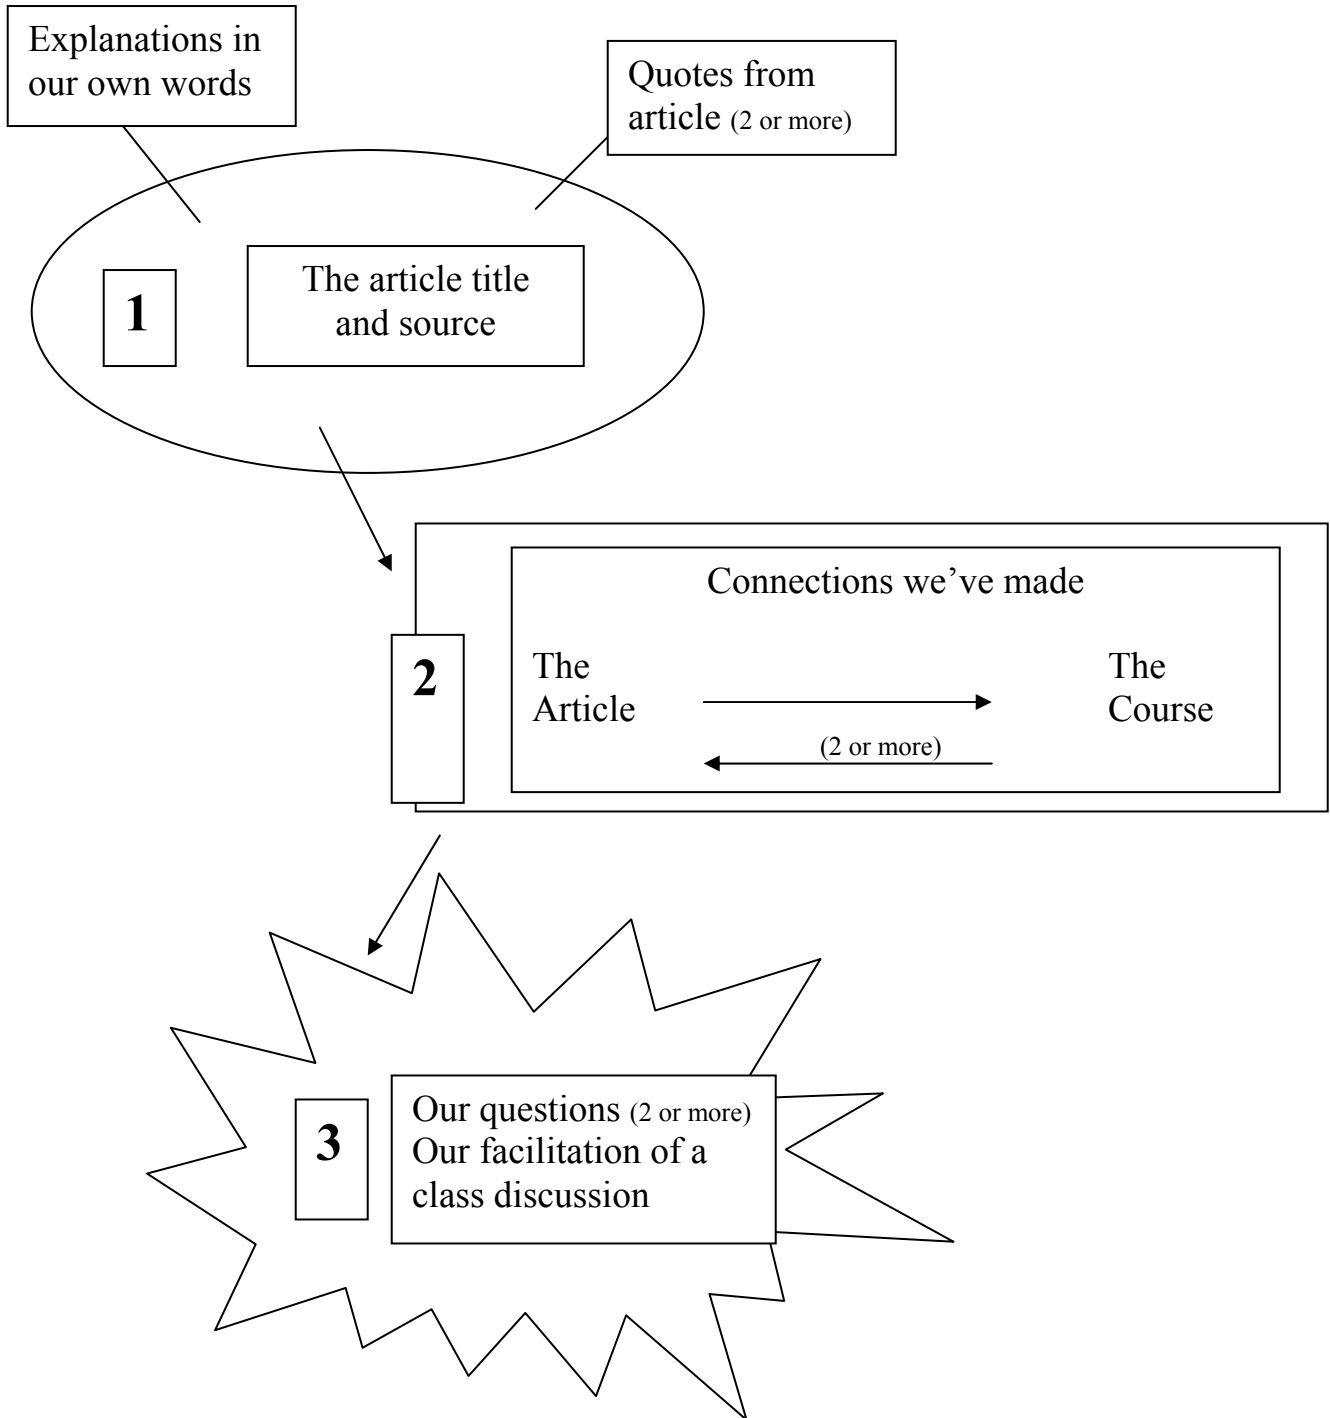 Explanations in
our own words
Quotes from
article (2 or more)
1
The article title
and source
2
Connections we’ve made
The
Article
The
Course
(2 or more)
3
Our questions (2 or more)
Our facilitation of a
class discussion